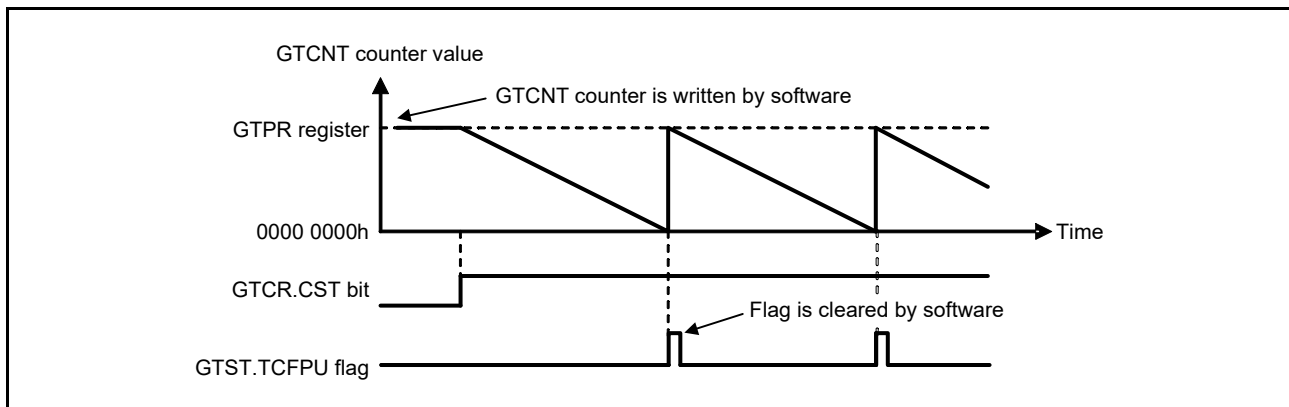 GTCNT counter value
GTCNT counter is written by software
GTPR register
0000 0000h
Time
GTCR.CST bit
Flag is cleared by software
GTST.TCFPU flag